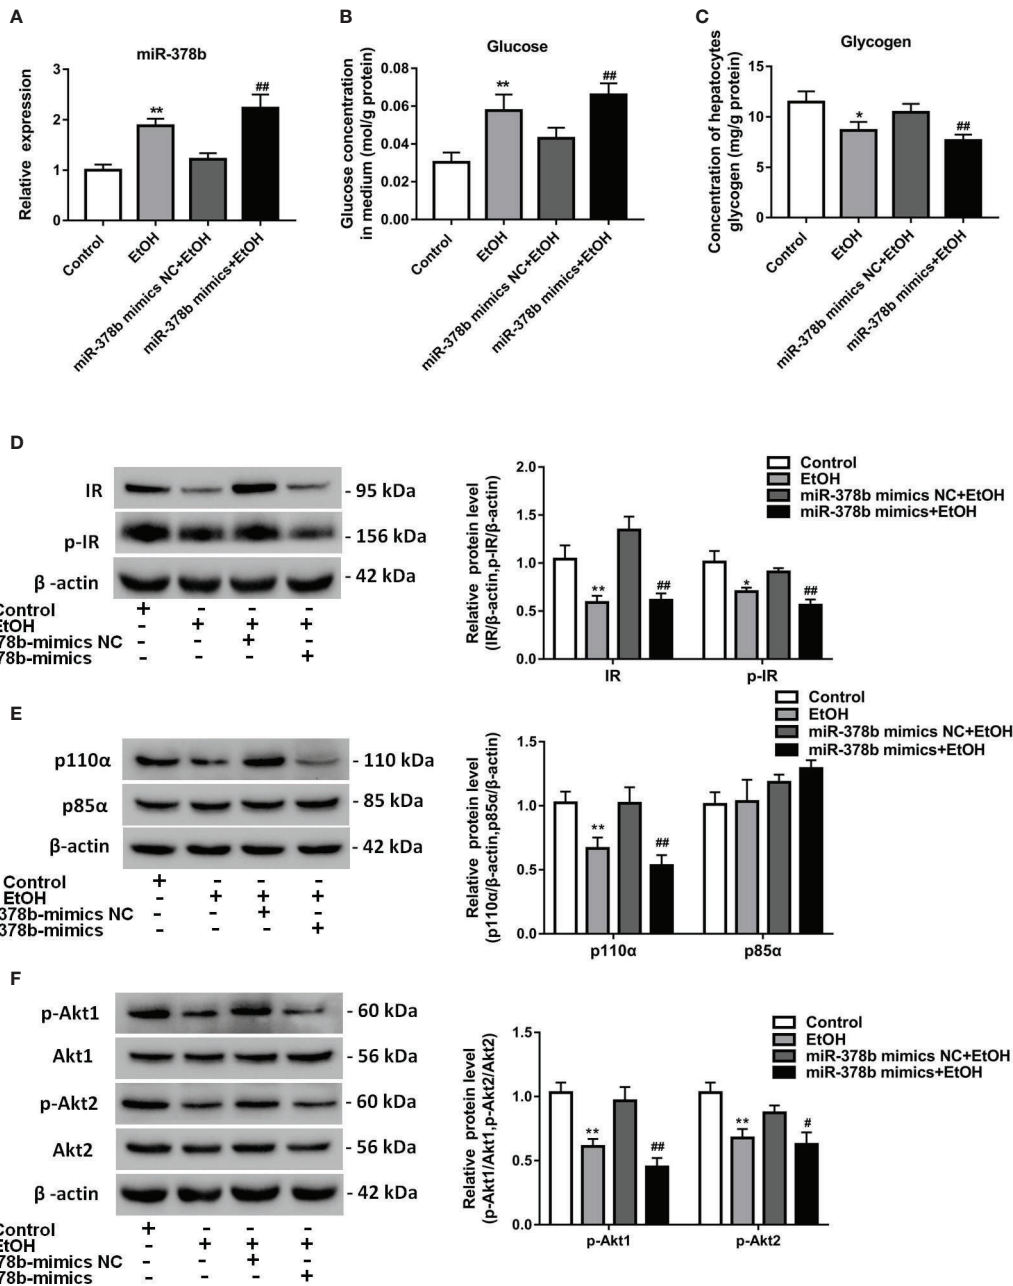 A
miR-378b
Relative expression
3
2
1
0
**
##
Control
EtOH
miR-378b mimics NC+EtOH
miR-378b mimics+EtOH
B
Glucose
Glucose concentration
in medium (mol/g protein)
0.08
0.06
0.04
0.02
0.00
**
##
Control
EtOH
miR-378b mimics NC+EtOH
miR-378b mimics+EtOH
C
Glycogen
Concentration of hepatocytes
glycogen (mg/g protein)
15
10
5
0
*
##
Control
EtOH
miR-378b mimics NC+EtOH
miR-378b mimics+EtOH
D
IR - 95 kDa
p-IR - 156 kDa
β -actin - 42 kDa
Control + - - -
EtOH - + + +
78b-mimics NC - - + -
78b-mimics - - - +
Relative protein level
(IR/β-actin,p-IR/β-actin)
2.0
1.5
1.0
0.5
0.0
Control
EtOH
miR-378b mimics NC+EtOH
miR-378b mimics+EtOH
**
##
*
##
IR
p-IR
E
p110α - 110 kDa
p85α - 85 kDa
β-actin - 42 kDa
Control + - - -
EtOH - + + +
378b-mimics NC - - + -
378b-mimics - - - +
Relative protein level
(p110α/β-actin,p85α/β-actin)
1.5
1.0
0.5
0.0
Control
EtOH
miR-378b mimics NC+EtOH
miR-378b mimics+EtOH
**
##
p110α
p85α
F
p-Akt1 - 60 kDa
Akt1 - 56 kDa
p-Akt2 - 60 kDa
Akt2 - 56 kDa
β -actin - 42 kDa
Control + - - -
EtOH - + + +
78b-mimics NC - - + -
78b-mimics - - - +
Relative protein level
(p-Akt1/Akt1,p-Akt2/Akt2)
1.5
1.0
0.5
0.0
Control
EtOH
miR-378b mimics NC+EtOH
miR-378b mimics+EtOH
**
##
**
#
p-Akt1
p-Akt2